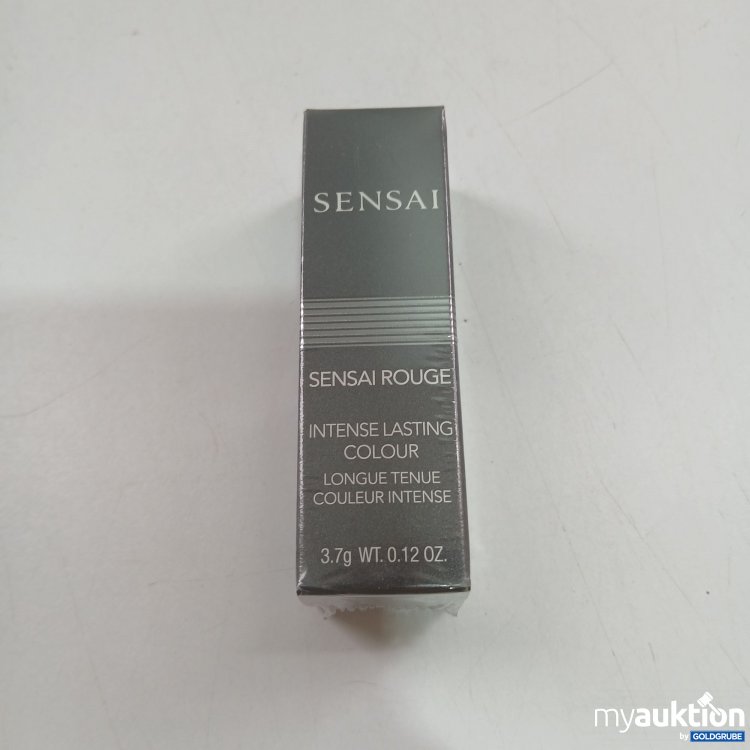 SENSAI
SENSAI ROUGE
INTENSE LASTING
COLOUR
LONGUE TENUE
COULEUR INTENSE
3.7g WT. 0.12 OZ.
myauktion
by GOLDGRUBE